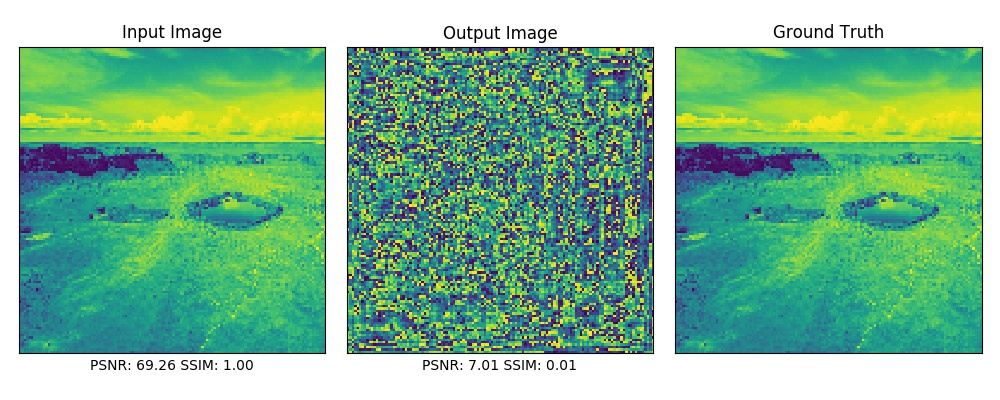 Input Image
Output Image
Ground Truth
PSNR: 69.26 SSIM: 1.00
PSNR: 7.01 SSIM: 0.01